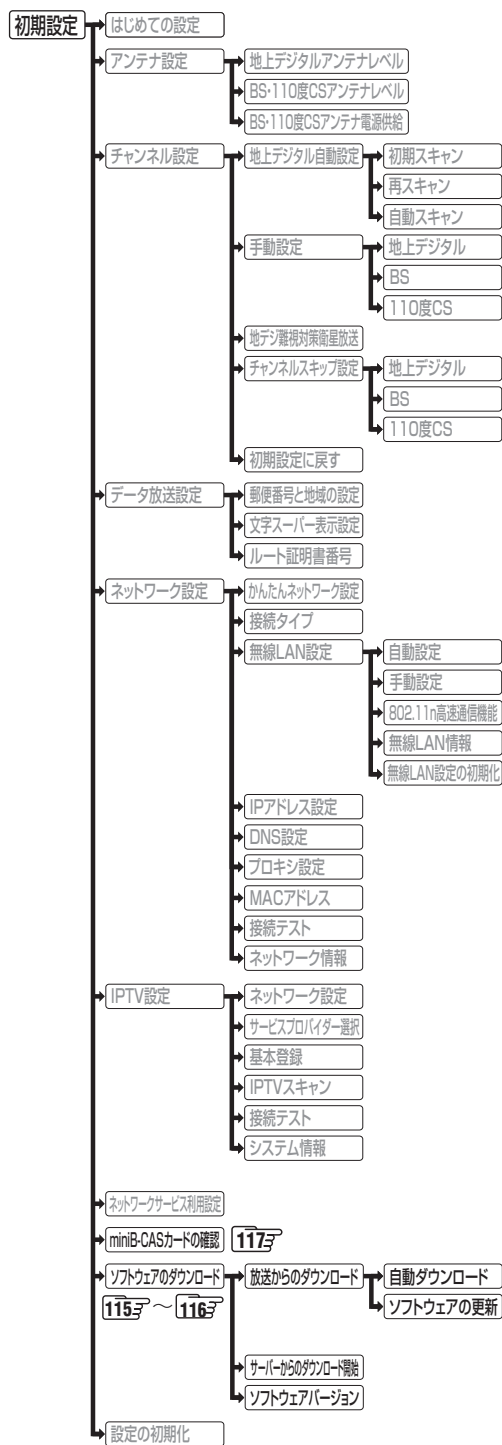 初期設定
はじめての設定
アンテナ設定
地上デジタルアンテナレベル
BS･110度CSアンテナレベル
BS･110度CSアンテナ電源供給
チャンネル設定
地上デジタル自動設定
初期スキャン
再スキャン
自動スキャン
手動設定
地上デジタル
BS
110度CS
地デジ難視対策衛星放送
チャンネルスキップ設定
地上デジタル
BS
110度CS
初期設定に戻す
データ放送設定
郵便番号と地域の設定
文字スーパー表示設定
ルート証明書番号
ネットワーク設定
かんたんネットワーク設定
接続タイプ
無線LAN設定
自動設定
手動設定
802.11n高速通信機能
無線LAN情報
無線LAN設定の初期化
IPアドレス設定
DNS設定
プロキシ設定
MACアドレス
接続テスト
ネットワーク情報
IPTV設定
ネットワーク設定
サービスプロバイダー選択
基本登録
IPTVスキャン
接続テスト
システム情報
ネットワークサービス利用設定
miniB-CASカードの確認 117
ソフトウェアのダウンロード
放送からのダウンロード
自動ダウンロード
115 ～ 116
ソフトウェアの更新
サーバーからのダウンロード開始
ソフトウェアバージョン
設定の初期化